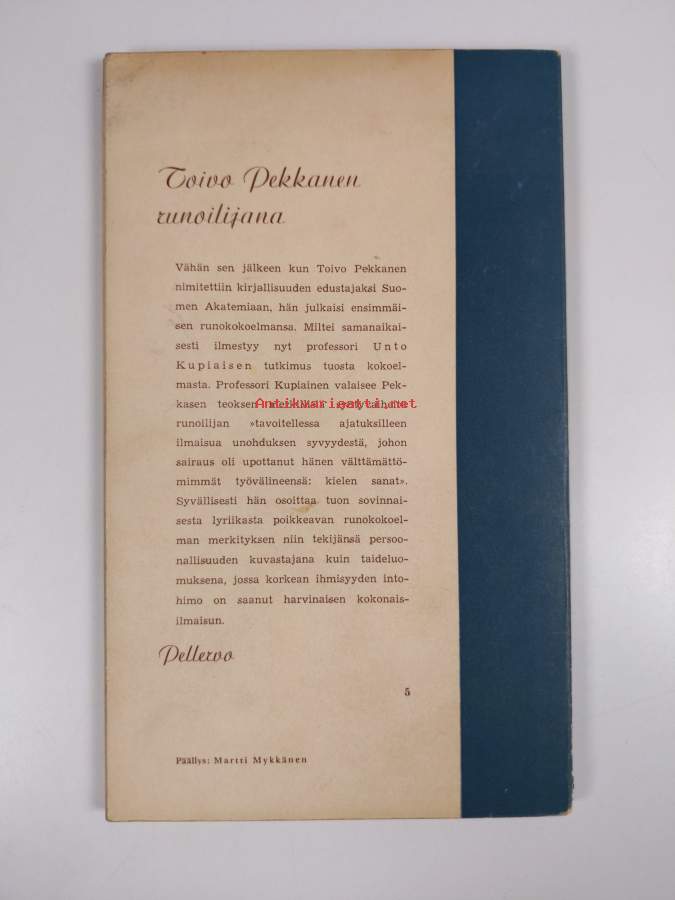 Toivo Pekkanen
runoilijana
Vähän sen jälkeen kun Toivo Pekkanen
nimitettiin kirjallisuuden edustajaksi Suo-
men Akatemiaan, hän julkaisi ensimmäi-
sen runokokoelmansa. Miltei samanaikai-
sesti ilmestyy nyt professori Unto
Kupiaisen tutkimus tuosta kokoel-
masta. Professori Kupiainen valaisee Pek-
kasen teoksen syntyvaihetta
Antikvariaatti.net
runoilijan »tavoitellessa ajatuksilleen
ilmaisua unohduksen syvyydestä, johon
sairaus oli upottanut hänen välttämättö-
mimmät työvälineensä: kielen sanat».
Syvällisesti hän osoittaa tuon sovinnai-
sesta lyriikasta poikkeavan runokokoel-
man merkityksen niin tekijänsä persoo-
nallisuuden kuvastajana kuin taideluo-
muksena, jossa korkean ihmisyyden into-
himo on saanut harvinaisen kokonais-
ilmaisun.
Pellervo
5
Päällys: Martti Mykkänen